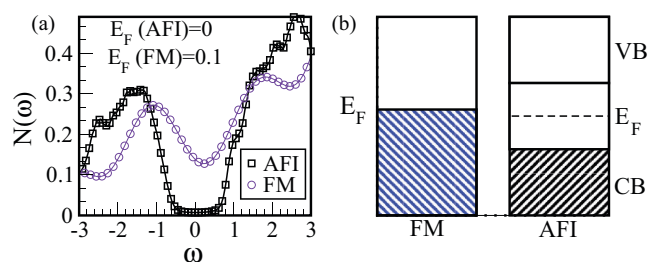 (a)
E_F (AFI)=0
E_F (FM)=0.1
N(ω)
0.4
0.3
0.2
0.1
0
-3 -2 -1 0 1 2 3
ω
AFI
FM
(b)
E_F
FM
VB
E_F
CB
AFI